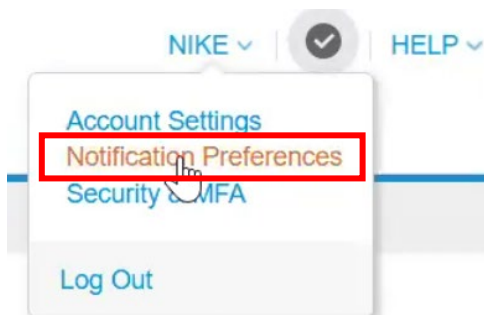 NIKE HELP
Account Settings
Notification Preferences
Security & MFA
Log Out